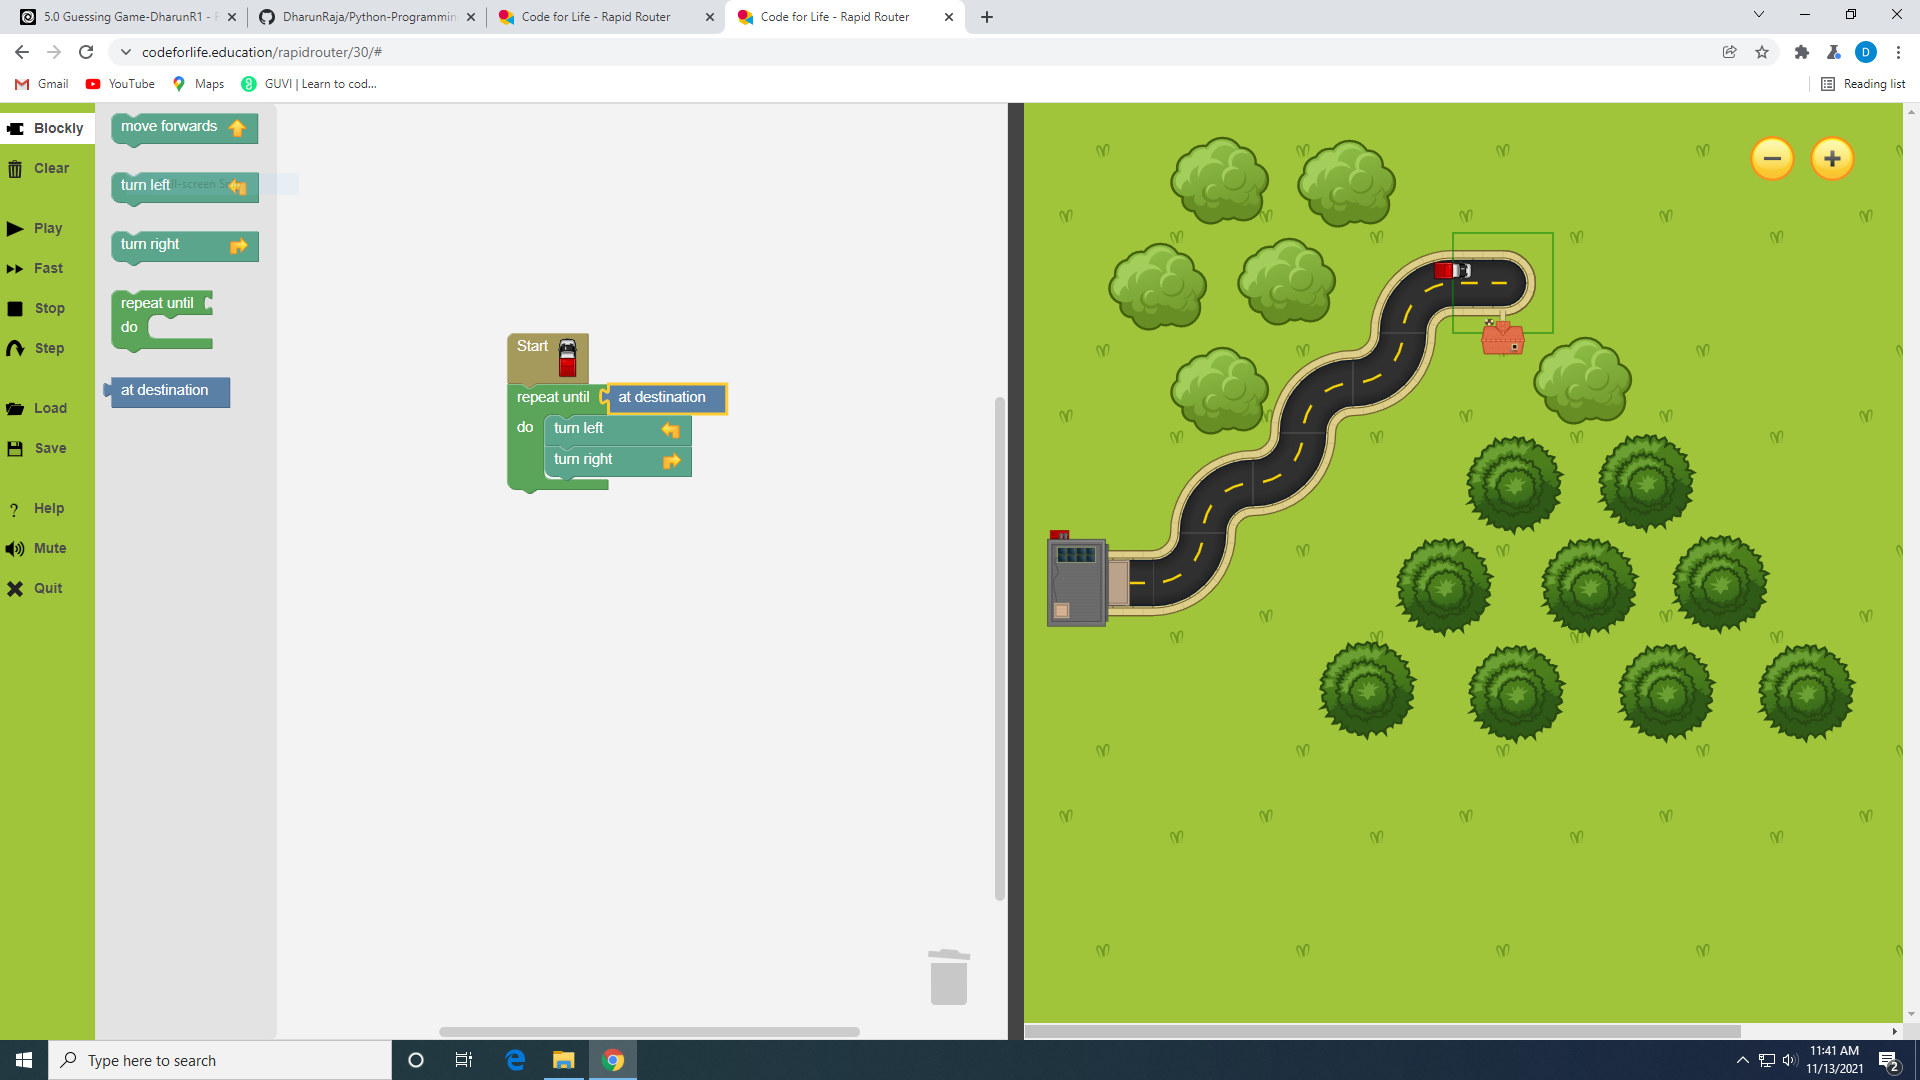 5.0 Guessing Game-DharunR1 -
DharunRaja/Python-Programmin
Code for Life - Rapid Router
Code for Life - Rapid Router
codeforlife.education/rapidrouter/30/#
D
Gmail
YouTube
Maps
GUVI | Learn to cod...
Reading list
Blockly
Clear
Play
Fast
Stop
Step
Load
Save
Help
Mute
Quit
move forwards
turn left
turn right
repeat until
do
at destination
Start
repeat until
at destination
do
turn left
turn right
Type here to search
11:41 AM
11/13/2021
2